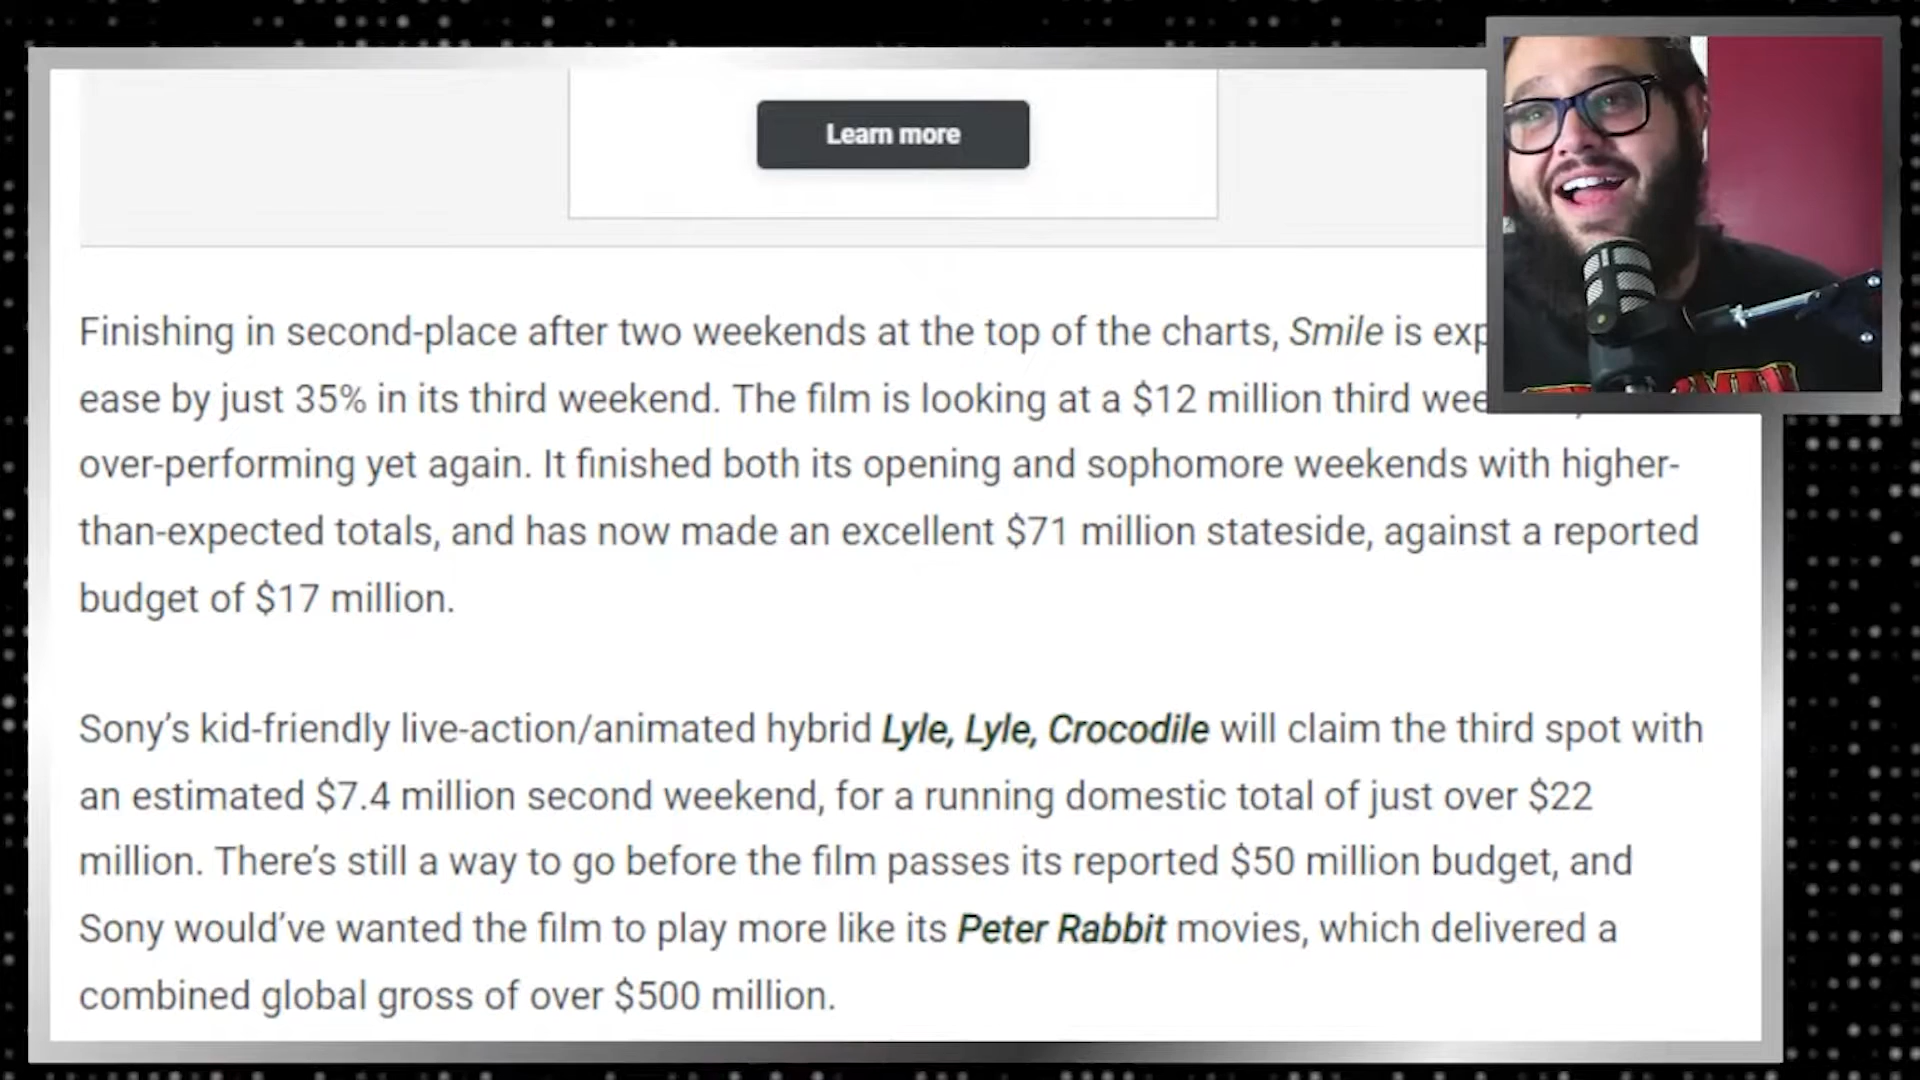 Learn more
Finishing in second-place after two weekends at the top of the charts, Smile is
ease by just 35% in its third weekend. The film is looking at a $12 million third
over-performing yet again. It finished both its opening and sophomore weekends with higher-
than-expected totals, and has now made an excellent $71 million stateside, against a reported
budget of $17 million.
Sony’s kid-friendly live-action/animated hybrid Lyle, Lyle, Crocodile will claim the third spot with
an estimated $7.4 million second weekend, for a running domestic total of just over $22
million. There’s still a way to go before the film passes its reported $50 million budget, and
Sony would’ve wanted the film to play more like its Peter Rabbit movies, which delivered a
combined global gross of over $500 million.